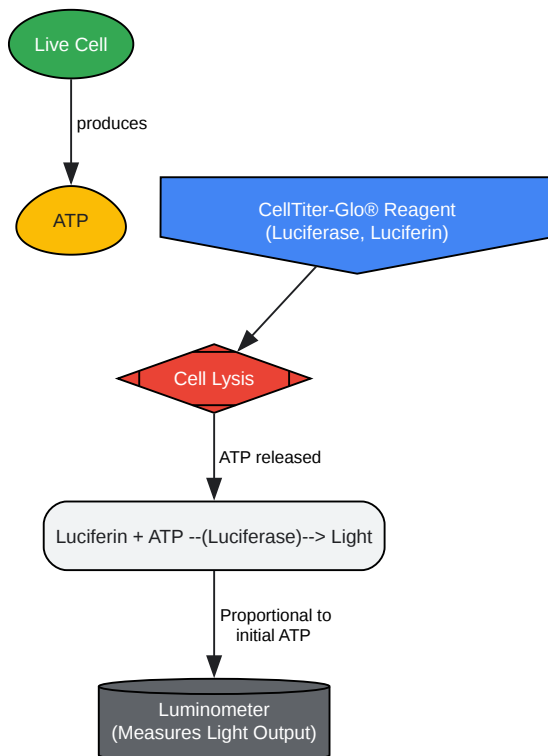 Live Cell
produces
ATP
CellTiter-Glo® Reagent
(Luciferase, Luciferin)
Cell Lysis
ATP released
Luciferin + ATP --(Luciferase)--> Light
Proportional to
initial ATP
Luminometer
(Measures Light Output)